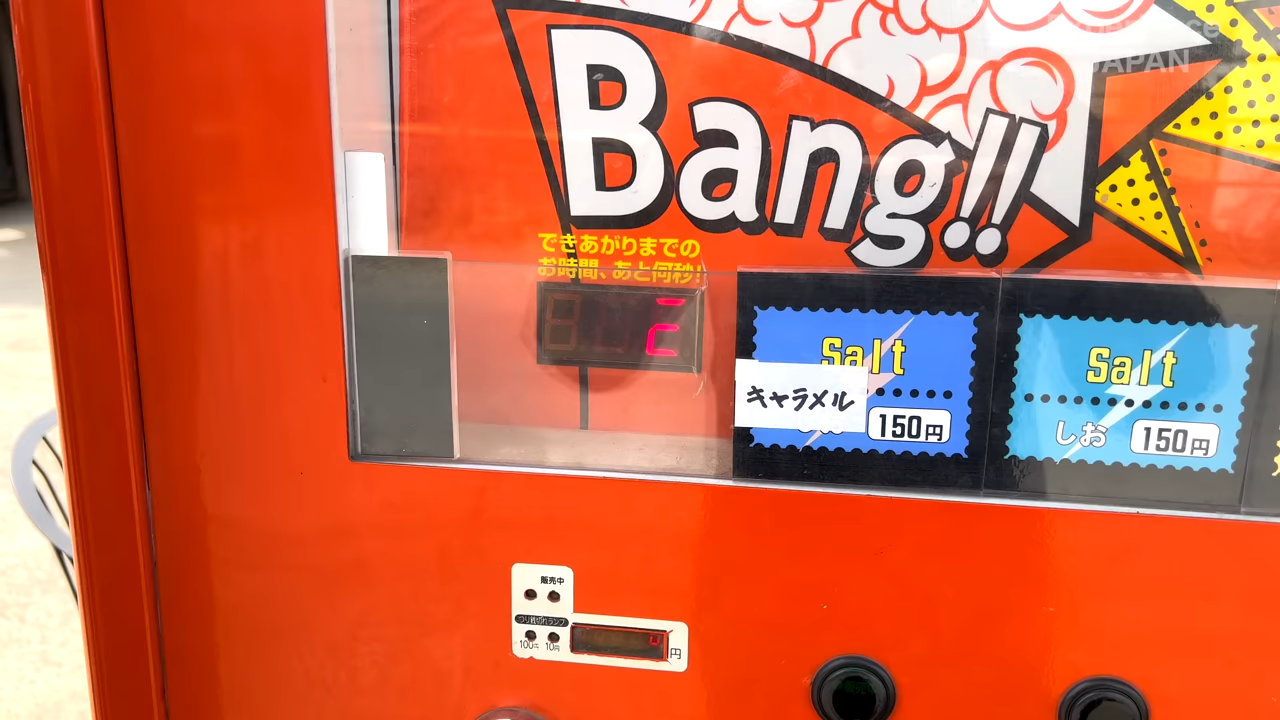 JAPAN
Bang!!
できあがりまでの
お時間、あと何秒!
Salt
キャラメル
150円
Salt
しお
150円
販売中
つり銭切れランプ
100円
10円
円